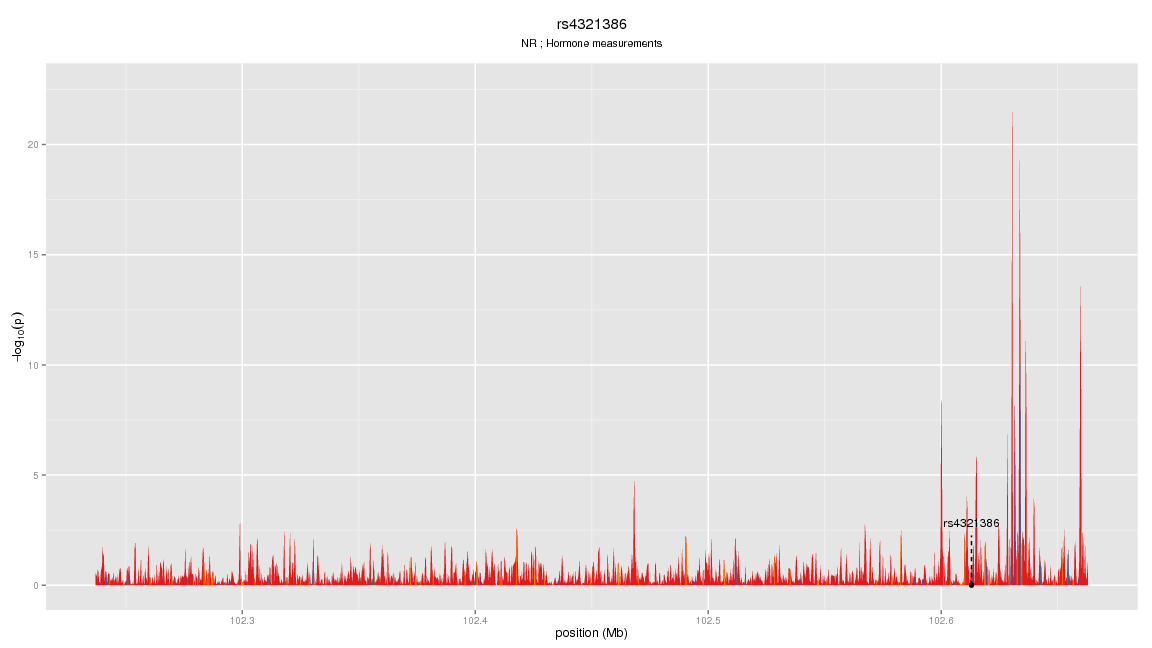 rs4321386
NR ; Hormone measurements
−log10(p)
20
15
10
5
0
rs4321386
102.3
102.4
102.5
102.6
position (Mb)